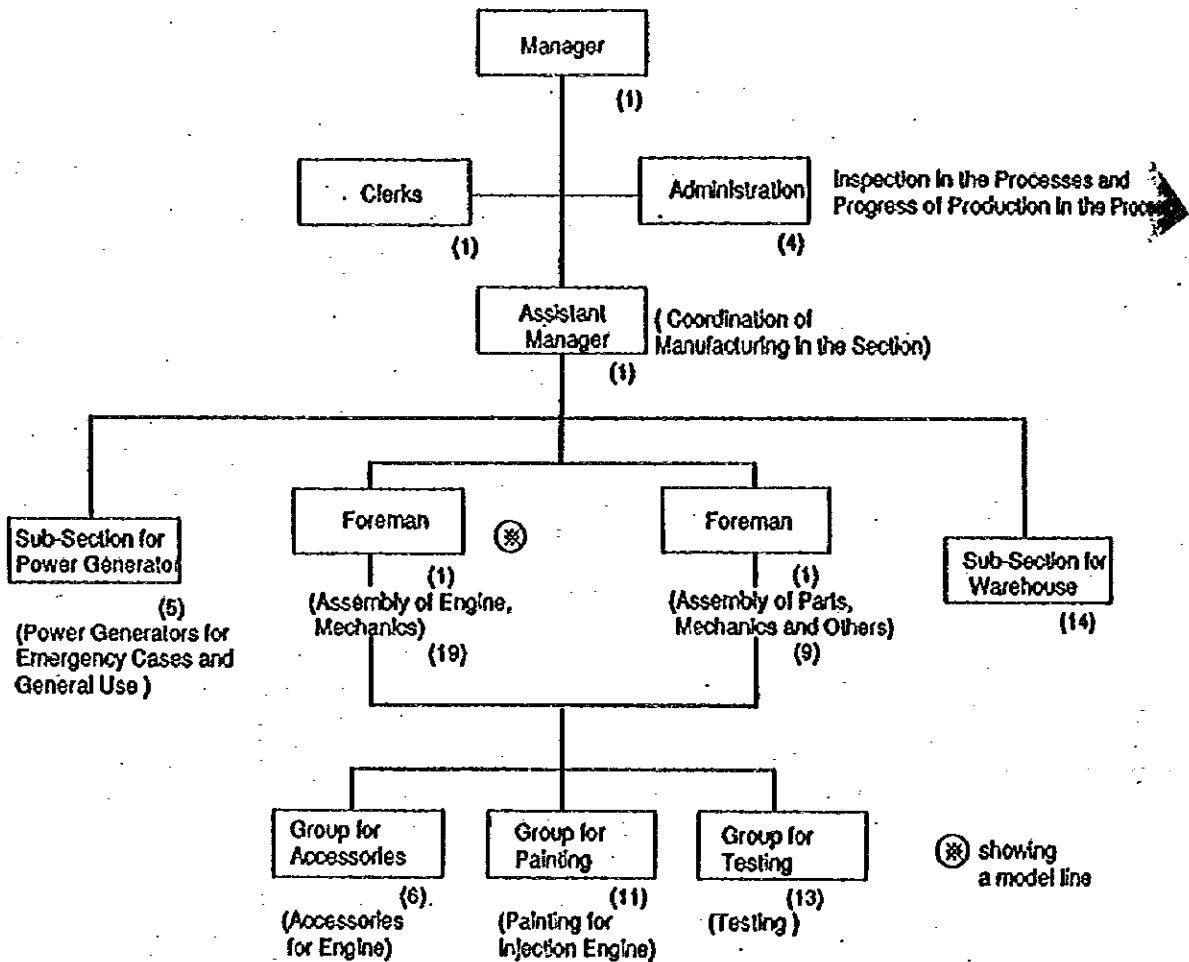 Manager
(1)
Clerks
(1)
Administration
(4)
Inspection in the Processes and
Progress of Production in the
Assistant
Manager
(1)
( Coordination of
Manufacturing in the Section)
Sub-Section for
Power Generator
(5)
(Power Generators for
Emergency Cases and
General Use )
Foreman
(1)
(Assembly of Engine,
Mechanics)
(19)
※
Foreman
(1)
(Assembly of Parts,
Mechanics and Others)
(9)
Sub-Section for
Warehouse
(14)
Group for
Accessories
(6)
(Accessories
for Engine)
Group for
Painting
(11)
(Painting for
Injection Engine)
Group for
Testing
(13)
(Testing )
※ showing
a model line